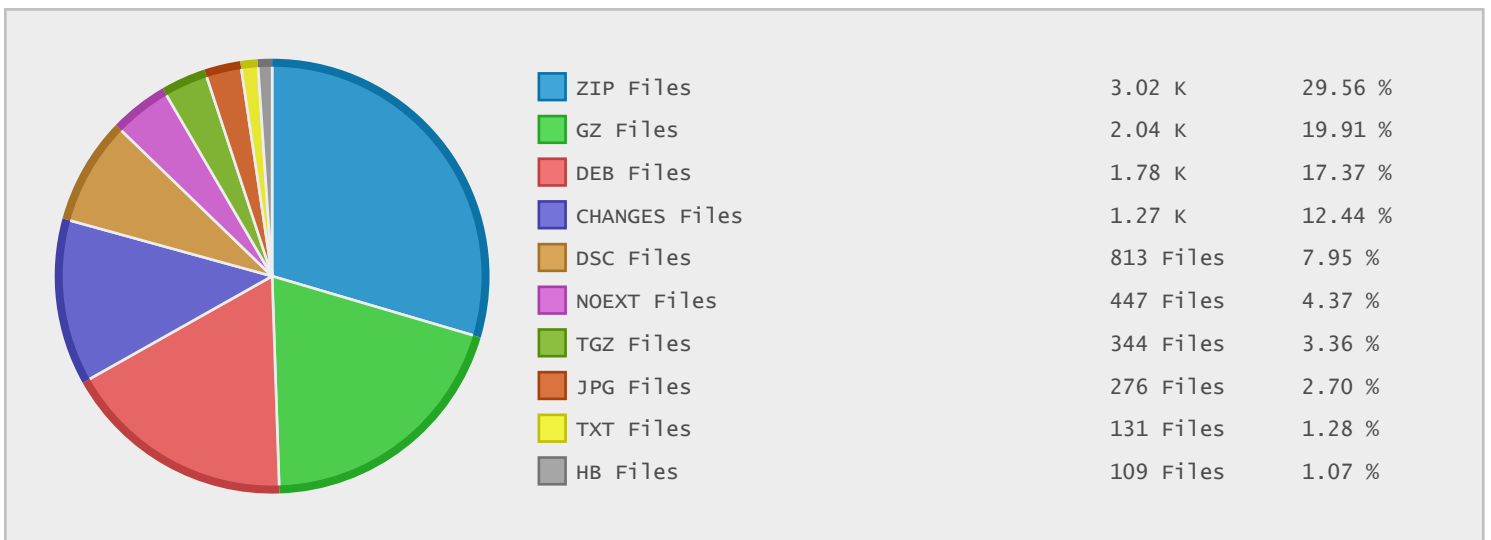 ZIP Files 3.02 K 29.56 %
GZ Files 2.04 K 19.91 %
DEB Files 1.78 K 17.37 %
CHANGES Files 1.27 K 12.44 %
DSC Files 813 Files 7.95 %
NOEXT Files 447 Files 4.37 %
TGZ Files 344 Files 3.36 %
JPG Files 276 Files 2.70 %
TXT Files 131 Files 1.28 %
HB Files 109 Files 1.07 %